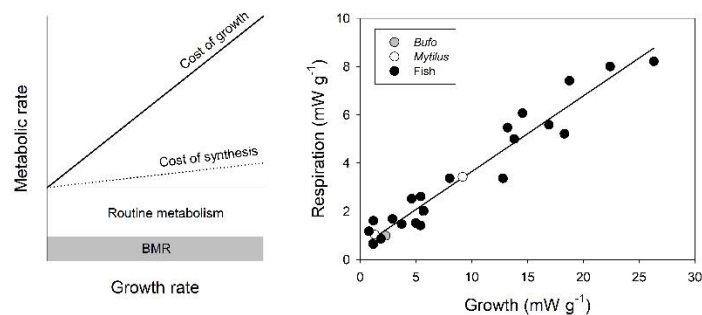 Metabolic rate
Cost of growth
Cost of synthesis
Routine metabolism
BMR
Growth rate
Respiration (mW g⁻¹)
10
8
6
4
2
0
Bufo
Mytilus
Fish
0 5 10 15 20 25 30
Growth (mW g⁻¹)